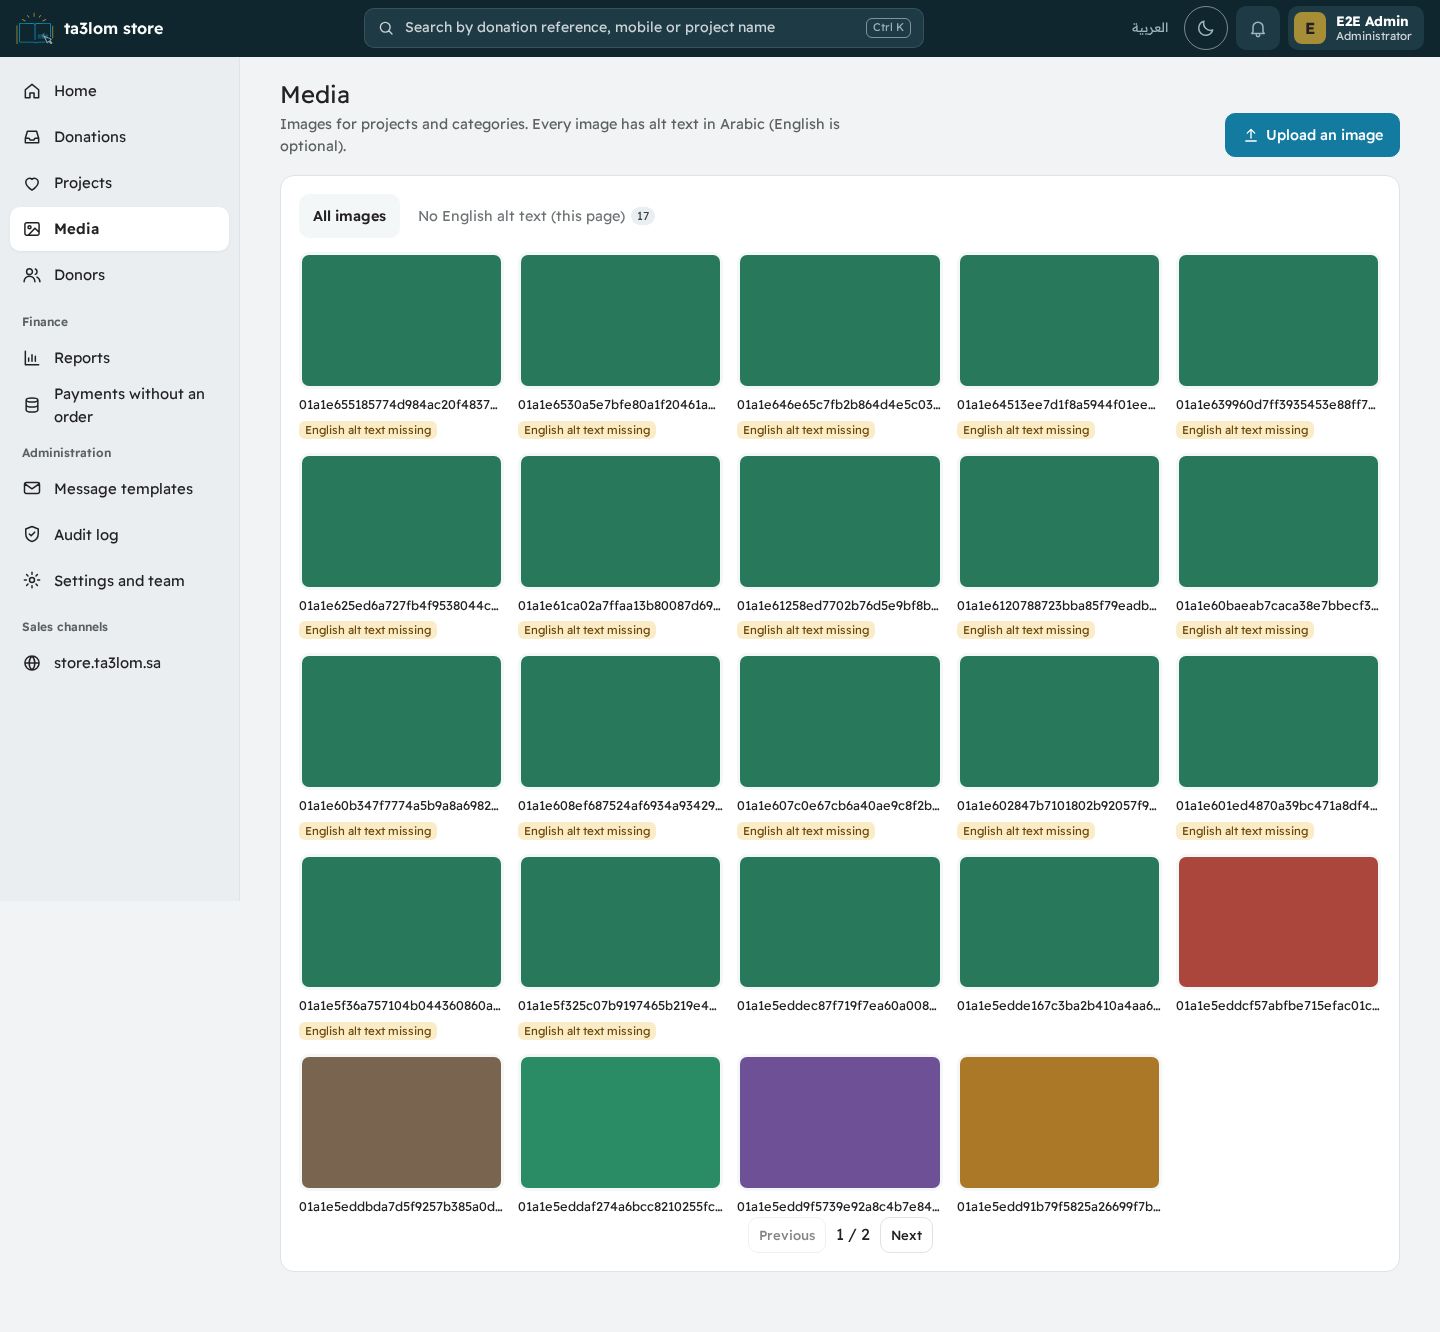 ta3lom store
Search by donation reference, mobile or project name
Ctrl K
العربية
E
E2E Admin
Administrator
Home
Donations
Projects
Media
Donors
Finance
Reports
Payments without an
order
Administration
Message templates
Audit log
Settings and team
Sales channels
store.ta3lom.sa
Media
Images for projects and categories. Every image has alt text in Arabic (English is
optional).
Upload an image
All images
No English alt text (this page) 17
01a1e655185774d984ac20f4837…
01a1e6530a5e7bfe80a1f20461a…
01a1e646e65c7fb2b864d4e5c03…
01a1e64513ee7d1f8a5944f01ee…
01a1e639960d7ff3935453e88ff7…
English alt text missing
English alt text missing
English alt text missing
English alt text missing
English alt text missing
01a1e625ed6a727fb4f9538044c…
01a1e61ca02a7ffaa13b80087d69…
01a1e61258ed7702b76d5e9bf8b…
01a1e6120788723bba85f79eadb…
01a1e60baeab7caca38e7bbecf3…
English alt text missing
English alt text missing
English alt text missing
English alt text missing
English alt text missing
01a1e60b347f7774a5b9a8a6982…
01a1e608ef687524af6934a93429…
01a1e607c0e67cb6a40ae9c8f2b…
01a1e602847b7101802b92057f9…
01a1e601ed4870a39bc471a8df4…
English alt text missing
English alt text missing
English alt text missing
English alt text missing
English alt text missing
01a1e5f36a757104b044360860a…
01a1e5f325c07b9197465b219e4…
01a1e5eddec87f719f7ea60a008…
01a1e5edde167c3ba2b410a4aa6…
01a1e5eddcf57abfbe715efac01c…
English alt text missing
English alt text missing
01a1e5eddbda7d5f9257b385a0d…
01a1e5eddaf274a6bcc8210255fc…
01a1e5edd9f5739e92a8c4b7e84…
01a1e5edd91b79f5825a26699f7b…
Previous
1 / 2
Next